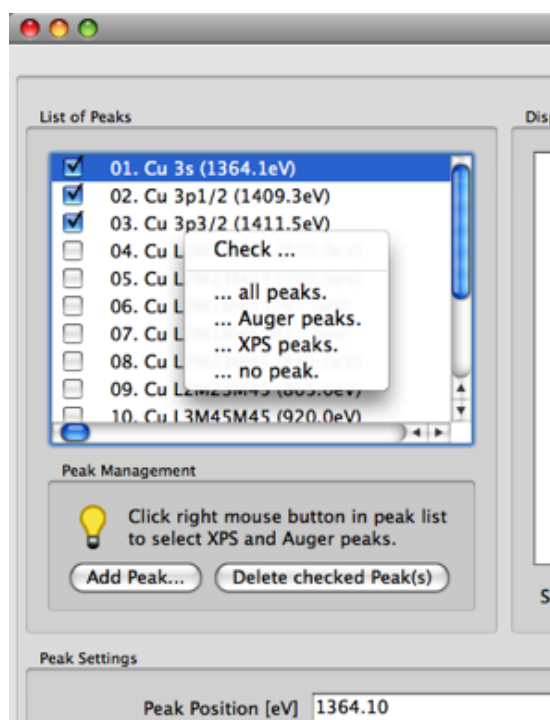 List of Peaks
Dis
01. Cu 3s (1364.1eV)
02. Cu 3p1/2 (1409.3eV)
03. Cu 3p3/2 (1411.5eV)
04. Cu L
05. Cu L
06. Cu L
07. Cu L
08. Cu L
09. Cu
10. Cu L3M45M45 (920.0eV)
Check ...
... all peaks.
... Auger peaks.
... XPS peaks.
... no peak.
Peak Management
Click right mouse button in peak list
to select XPS and Auger peaks.
Add Peak...
Delete checked Peak(s)
S
Peak Settings
Peak Position [eV]
1364.10